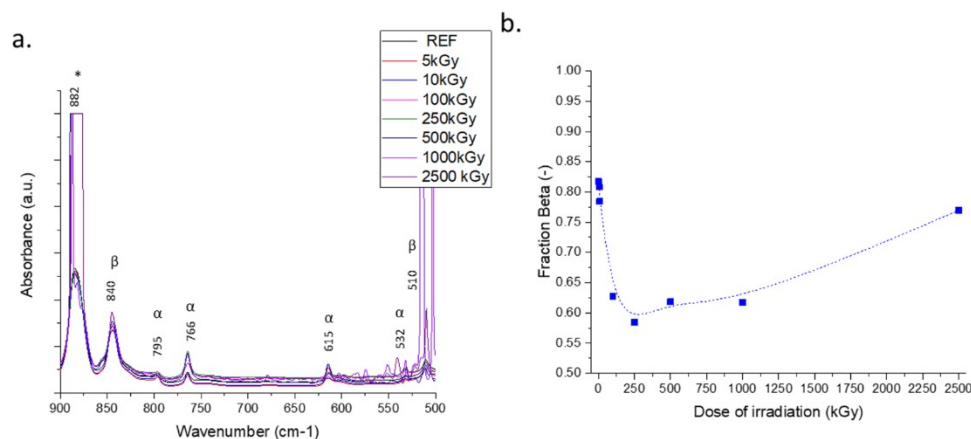 a.
882 *
β
840
α
795
α
766
α
615
α
532
β
510
REF
5kGy
10kGy
100kGy
250kGy
500kGy
1000kGy
2500 kGy
Absorbance (a.u.)
900 850 800 750 700 650 600 550 500
Wavenumber (cm-1)
b.
1.00
0.95
0.90
0.85
0.80
0.75
0.70
0.65
0.60
0.55
0.50
Fraction Beta (-)
0 250 500 750 1000 1250 1500 1750 2000 2250 2500
Dose of irradiation (kGy)